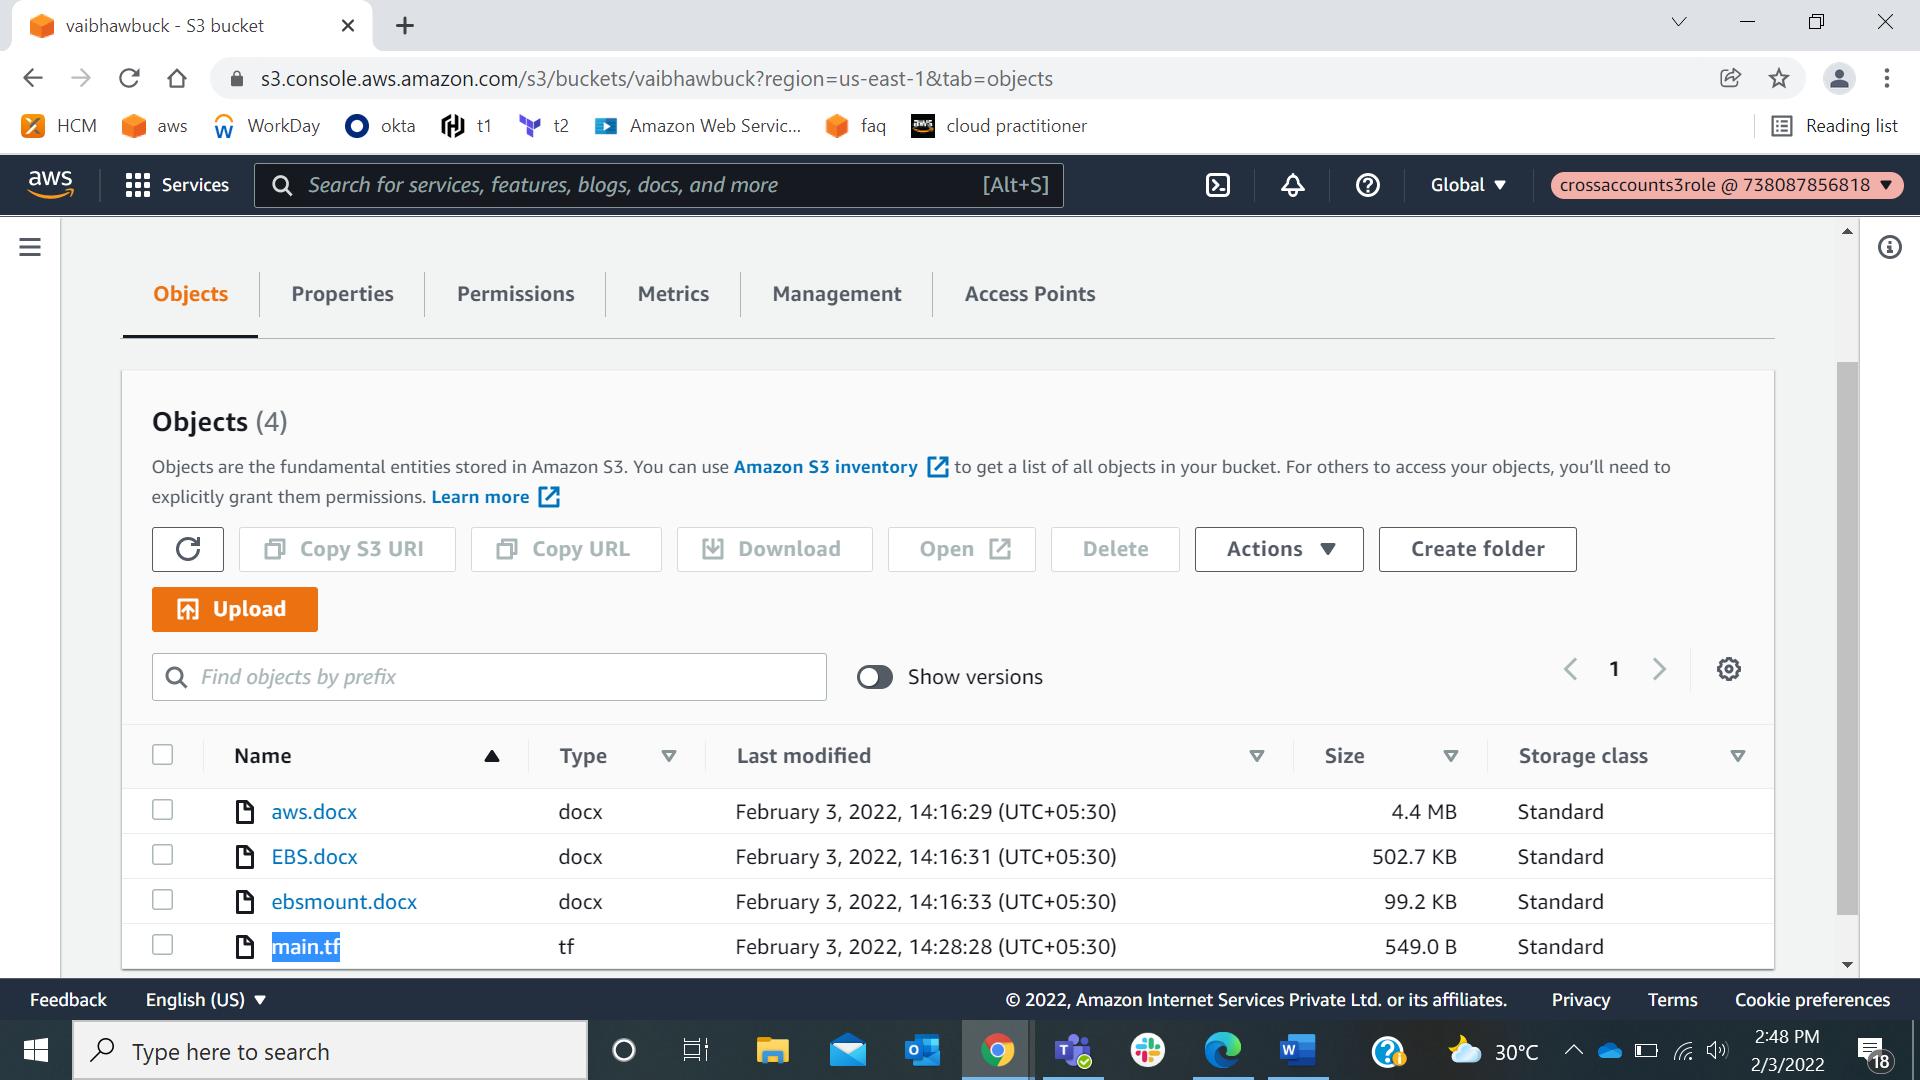 vaibhawbuck - S3 bucket
s3.console.aws.amazon.com/s3/buckets/vaibhawbuck?region=us-east-1&tab=objects
HCM aws WorkDay okta t1 t2 Amazon Web Servic... faq aws cloud practitioner Reading list
aws Services Search for services, features, blogs, docs, and more [Alt+S] Global crossaccounts3role @ 738087856818
Objects Properties Permissions Metrics Management Access Points
Objects (4)
Objects are the fundamental entities stored in Amazon S3. You can use Amazon S3 inventory to get a list of all objects in your bucket. For others to access your objects, you'll need to
explicitly grant them permissions. Learn more
Copy S3 URI Copy URL Download Open Delete Actions Create folder
Upload
Find objects by prefix Show versions 1
Name Type Last modified Size Storage class
aws.docx docx February 3, 2022, 14:16:29 (UTC+05:30) 4.4 MB Standard
EBS.docx docx February 3, 2022, 14:16:31 (UTC+05:30) 502.7 KB Standard
ebsmount.docx docx February 3, 2022, 14:16:33 (UTC+05:30) 99.2 KB Standard
main.tf tf February 3, 2022, 14:28:28 (UTC+05:30) 549.0 B Standard
Feedback English (US) © 2022, Amazon Internet Services Private Ltd. or its affiliates. Privacy Terms Cookie preferences
Type here to search 30°C 2:48 PM
2/3/2022 18